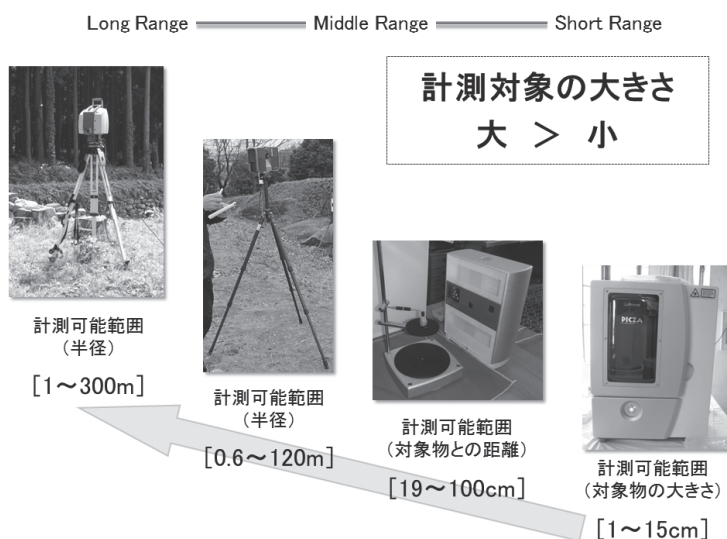 Long Range
Middle Range
Short Range
計測対象の大きさ
大 > 小
計測可能範囲
(半径)
[1～300m]
計測可能範囲
(半径)
[0.6～120m]
計測可能範囲
(対象物との距離)
[19～100cm]
PICZA
計測可能範囲
(対象物の大きさ)
[1～15cm]